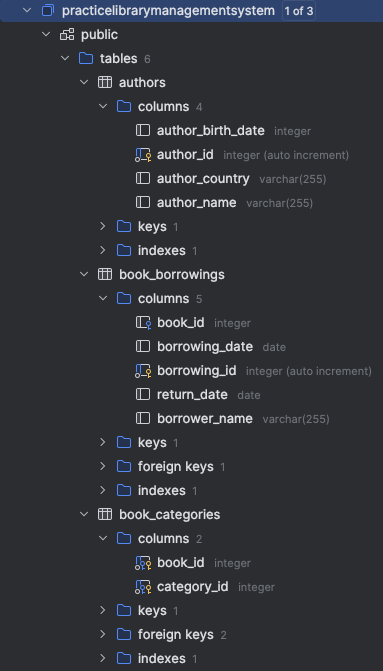 practicelibrarymanagementsystem 1 of 3
public
tables 6
authors
columns 4
author_birth_date integer
author_id integer (auto increment)
author_country varchar(255)
author_name varchar(255)
keys 1
indexes 1
book_borrowings
columns 5
book_id integer
borrowing_date date
borrowing_id integer (auto increment)
return_date date
borrower_name varchar(255)
keys 1
foreign keys 1
indexes 1
book_categories
columns 2
book_id integer
category_id integer
keys 1
foreign keys 2
indexes 1